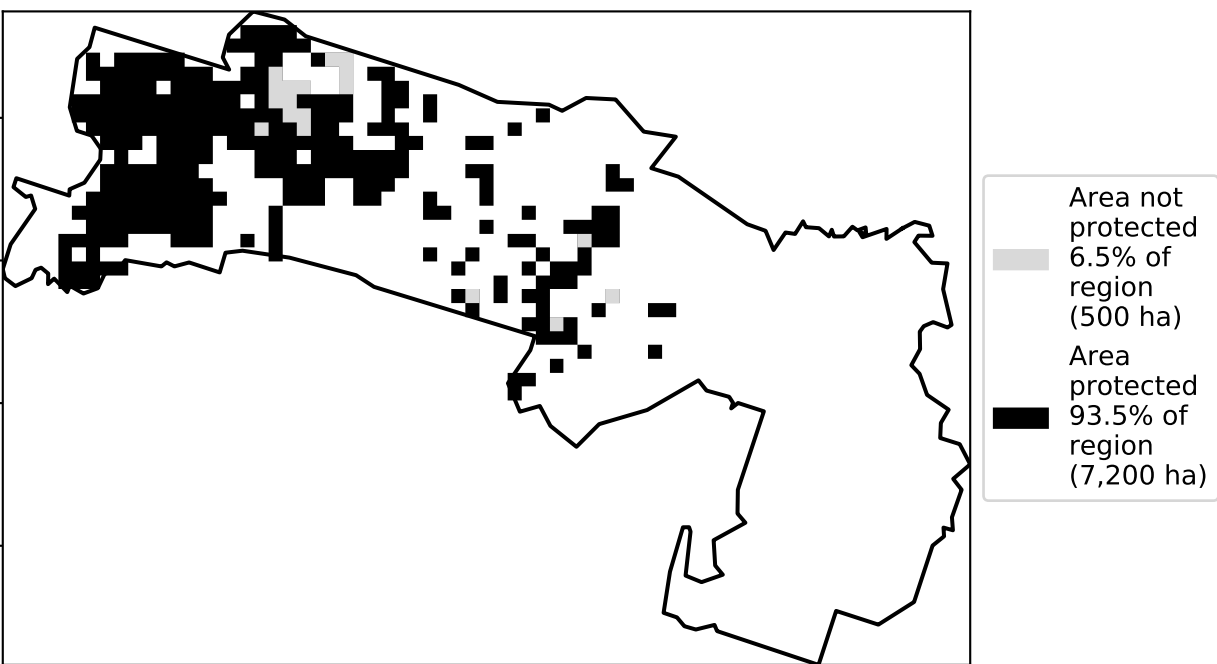 Area not
protected
6.5% of
region
(500 ha)
Area
protected
93.5% of
region
(7,200 ha)